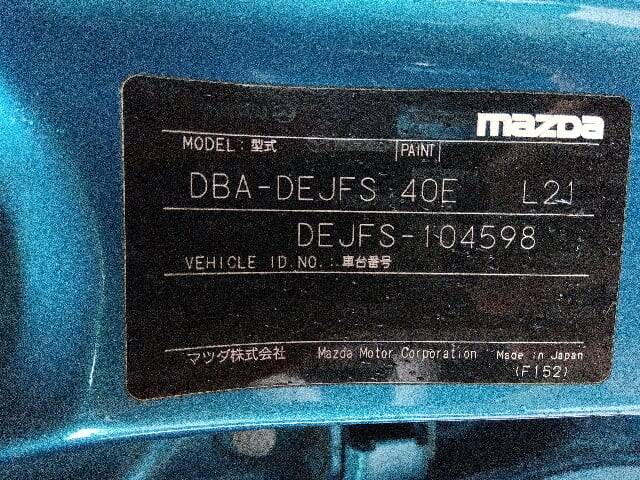 mazda
MODEL: 型式 PAINT
DBA-DEJFS 40E L21
DEJFS-104598
VEHICLE ID NO.: 車台番号
マツダ株式会社 Mazda Motor Corporation Made in Japan
(F152)